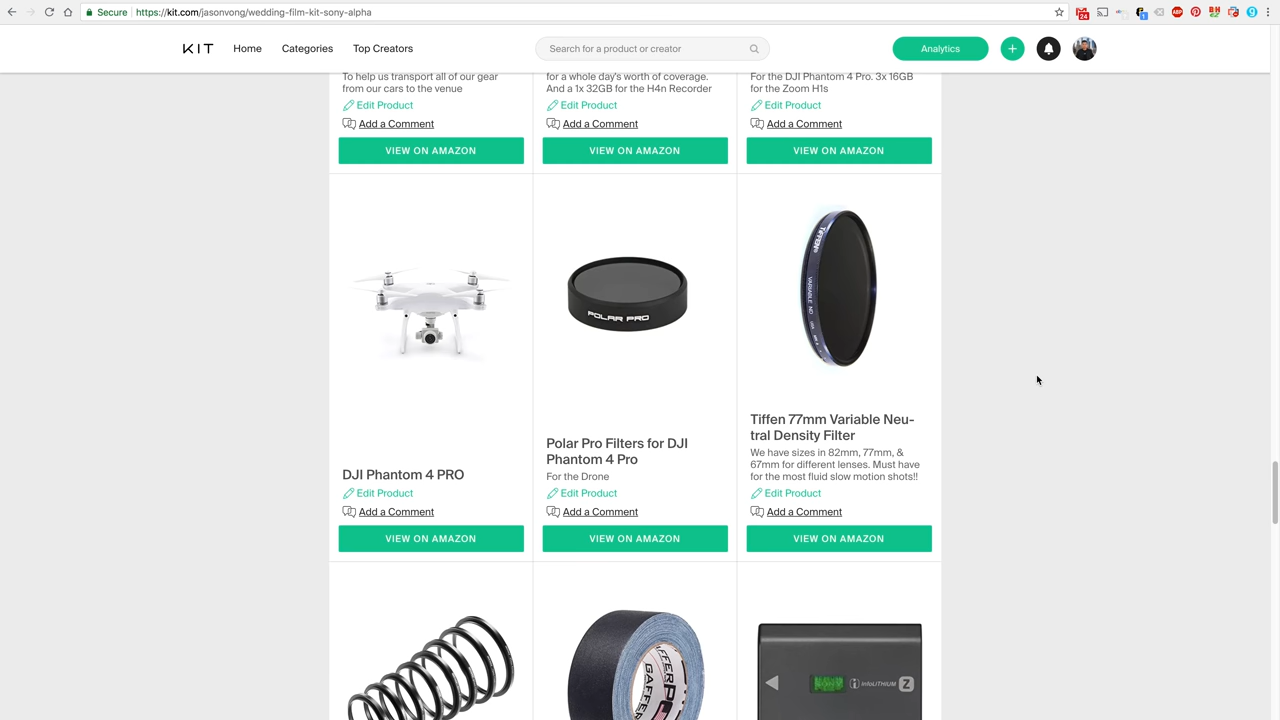 Secure https://kit.com/jasonvong/wedding-film-kit-sony-alpha
24
1
KIT Home Categories Top Creators Search for a product or creator Analytics +
To help us transport all of our gear
from our cars to the venue
Edit Product
Add a Comment
VIEW ON AMAZON
for a whole day's worth of coverage.
And a 1x 32GB for the H4n Recorder
Edit Product
Add a Comment
VIEW ON AMAZON
For the DJI Phantom 4 Pro. 3x 16GB
for the Zoom H1s
Edit Product
Add a Comment
VIEW ON AMAZON
DJI Phantom 4 PRO
Edit Product
Add a Comment
VIEW ON AMAZON
POLAR PRO
Polar Pro Filters for DJI
Phantom 4 Pro
For the Drone
Edit Product
Add a Comment
VIEW ON AMAZON
TIFFEN
VARIABLE ND
Tiffen 77mm Variable Neu-
tral Density Filter
We have sizes in 82mm, 77mm, &
67mm for different lenses. Must have
for the most fluid slow motion shots!!
Edit Product
Add a Comment
VIEW ON AMAZON
GAFFER
InfoLITHIUM Z